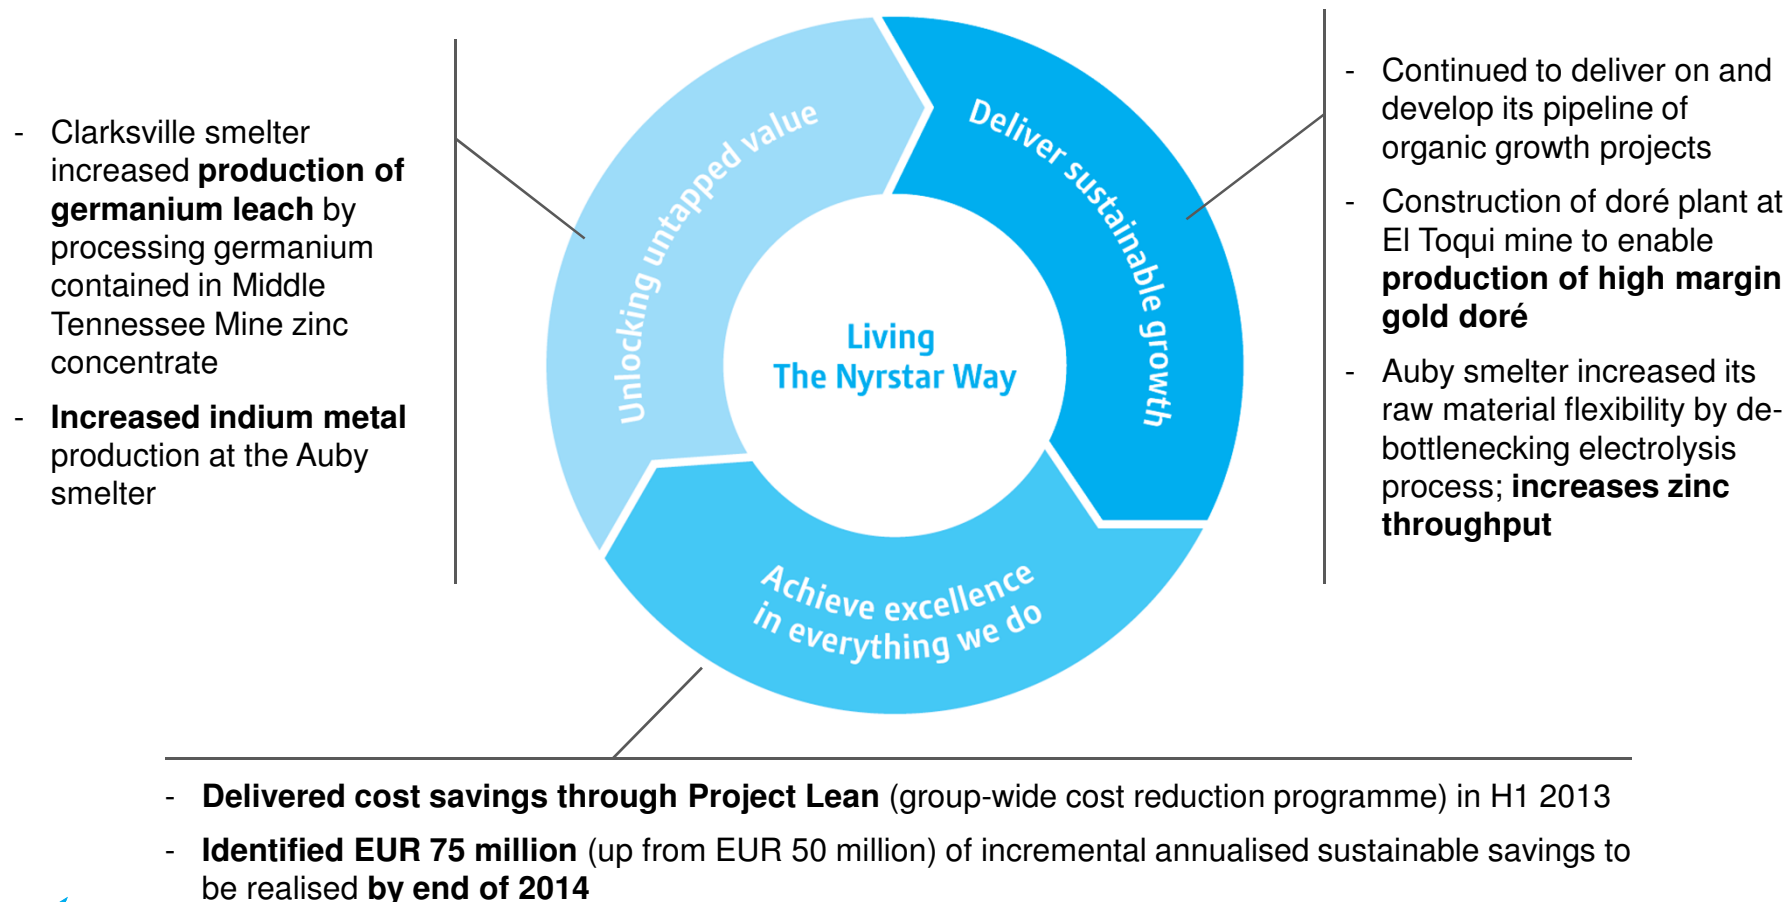 - Clarksville smelter
increased production of
germanium leach by
processing germanium
contained in Middle
Tennessee Mine zinc
concentrate
- Increased indium metal
production at the Auby
smelter
Unlocking untapped value
Deliver sustainable growth
Living
The Nyrstar Way
Achieve excellence
in everything we do
- Continued to deliver on and
develop its pipeline of
organic growth projects
- Construction of doré plant at
El Toqui mine to enable
production of high margin
gold doré
- Auby smelter increased its
raw material flexibility by de-
bottlenecking electrolysis
process; increases zinc
throughput
- Delivered cost savings through Project Lean (group-wide cost reduction programme) in H1 2013
- Identified EUR 75 million (up from EUR 50 million) of incremental annualised sustainable savings to
be realised by end of 2014